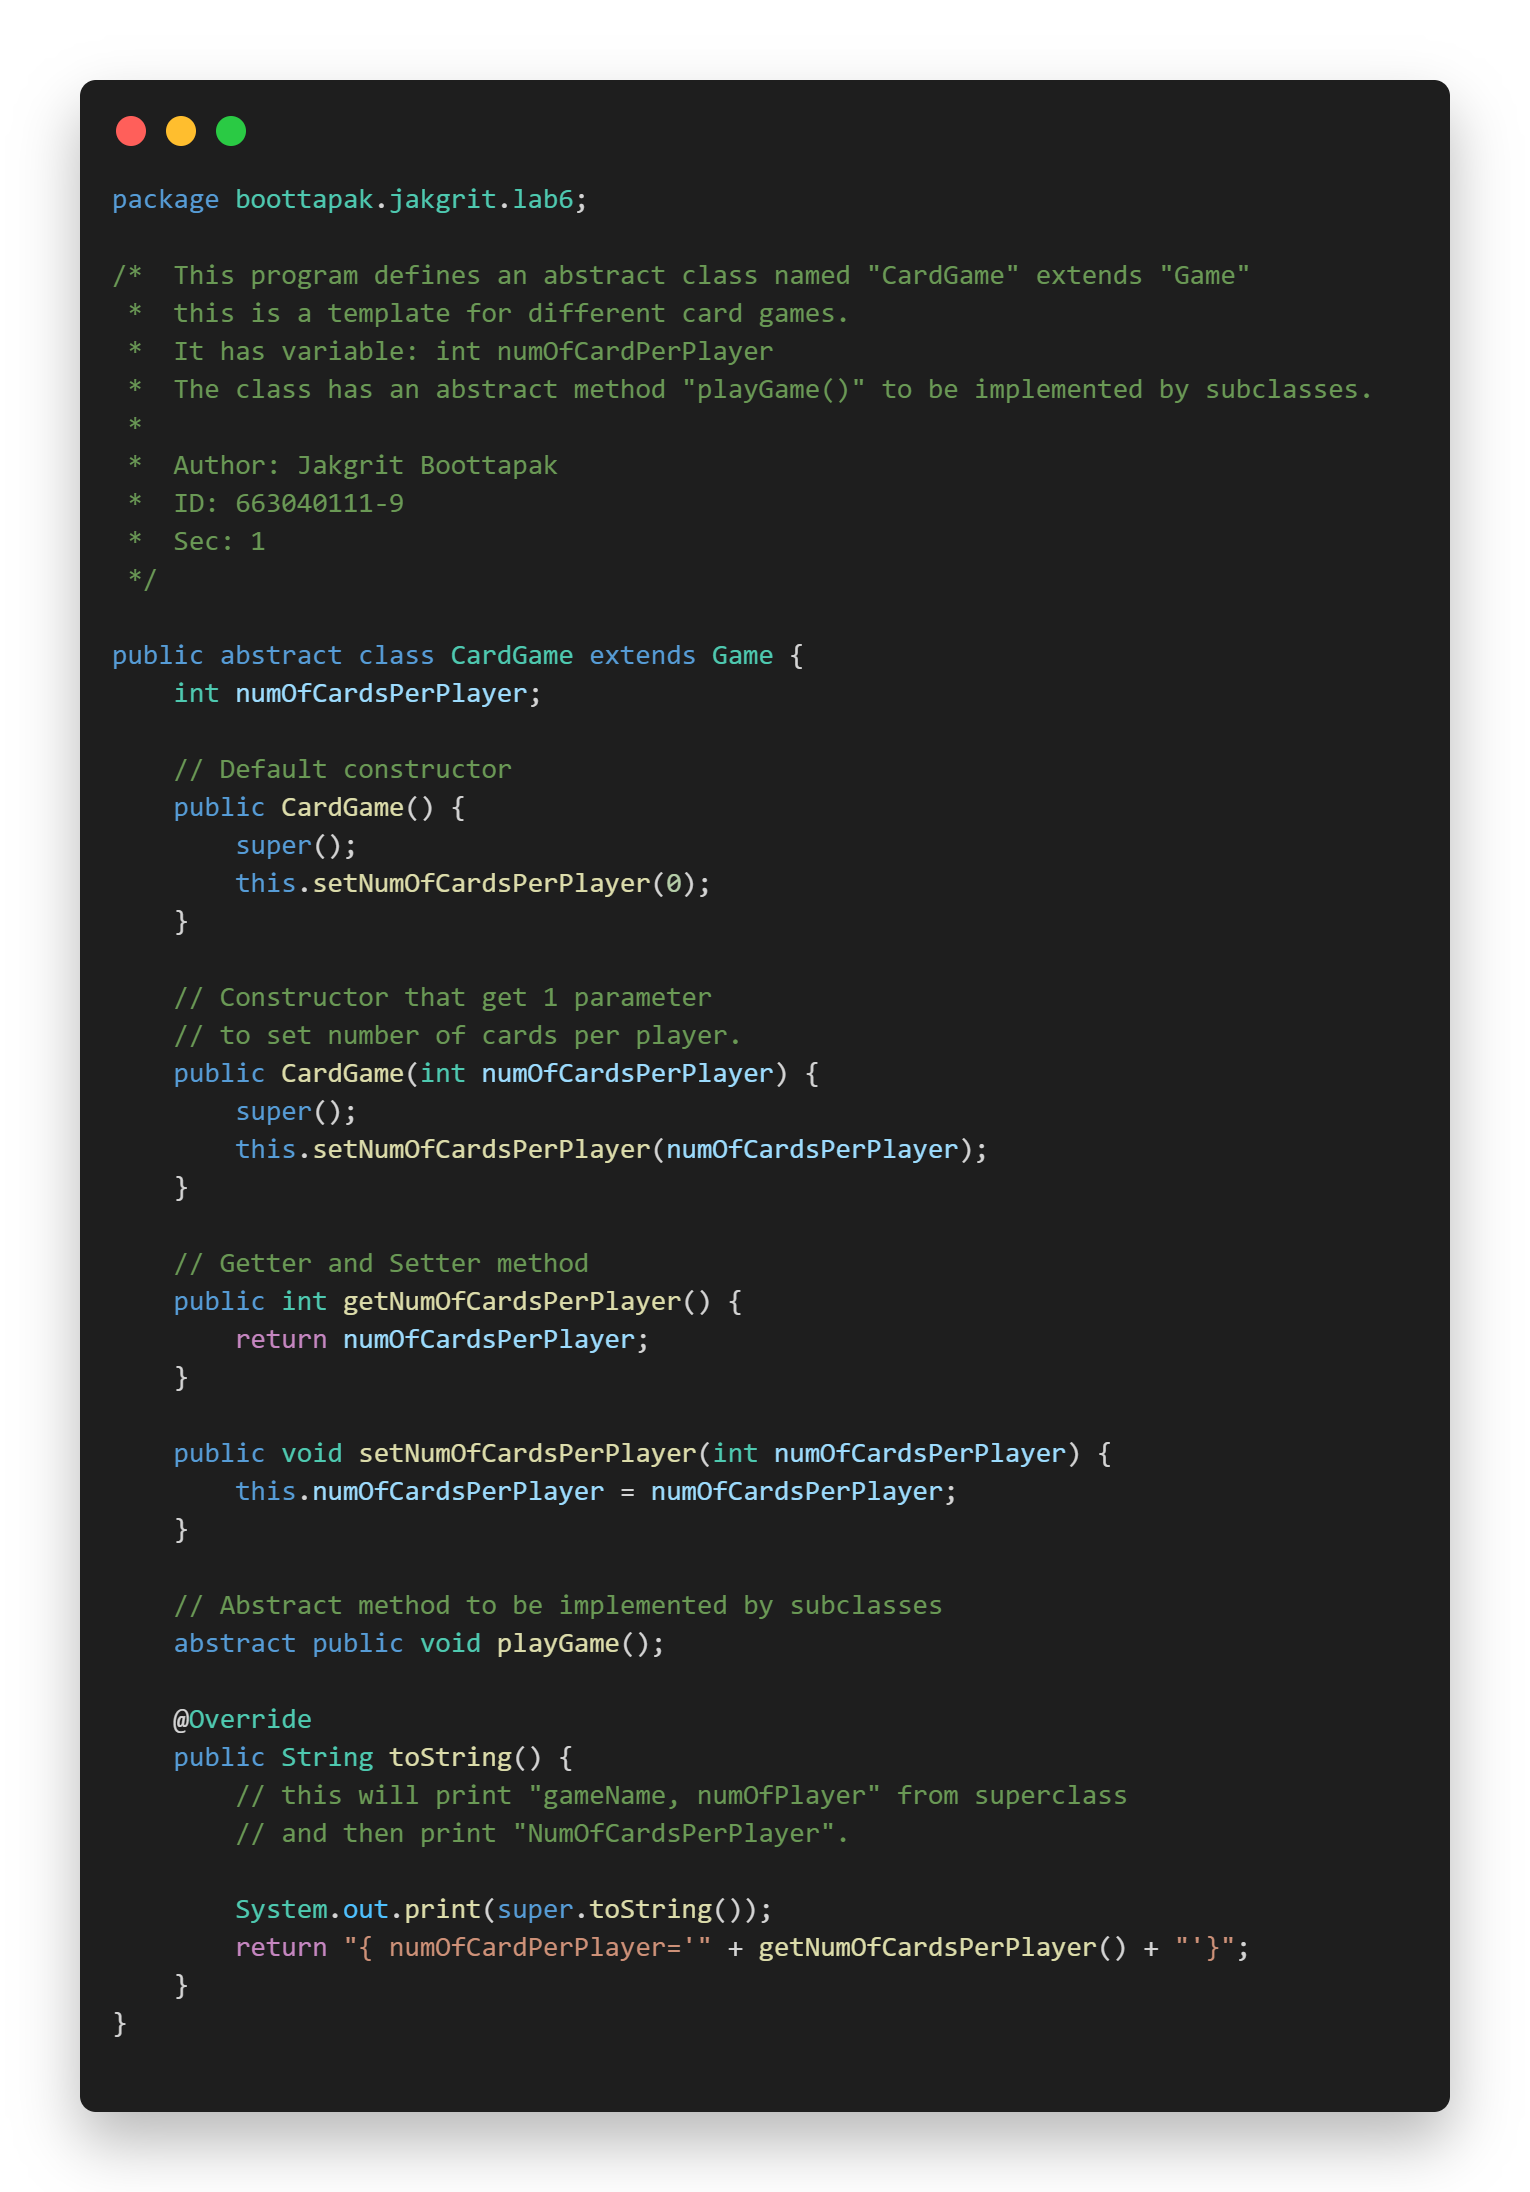 package boottapak.jakgrit.lab6;

/*  This program defines an abstract class named "CardGame" extends "Game"
 *  this is a template for different card games.
 *  It has variable: int numOfCardPerPlayer
 *  The class has an abstract method "playGame()" to be implemented by subclasses.
 *
 *  Author: Jakgrit Boottapak
 *  ID: 663040111-9
 *  Sec: 1
 */

public abstract class CardGame extends Game {
    int numOfCardsPerPlayer;

    // Default constructor
    public CardGame() {
        super();
        this.setNumOfCardsPerPlayer(0);
    }

    // Constructor that get 1 parameter
    // to set number of cards per player.
    public CardGame(int numOfCardsPerPlayer) {
        super();
        this.setNumOfCardsPerPlayer(numOfCardsPerPlayer);
    }

    // Getter and Setter method
    public int getNumOfCardsPerPlayer() {
        return numOfCardsPerPlayer;
    }

    public void setNumOfCardsPerPlayer(int numOfCardsPerPlayer) {
        this.numOfCardsPerPlayer = numOfCardsPerPlayer;
    }

    // Abstract method to be implemented by subclasses
    abstract public void playGame();

    @Override
    public String toString() {
        // this will print "gameName, numOfPlayer" from superclass
        // and then print "NumOfCardsPerPlayer".

        System.out.print(super.toString());
        return "{ numOfCardPerPlayer='" + getNumOfCardsPerPlayer() + "'}";
    }
}